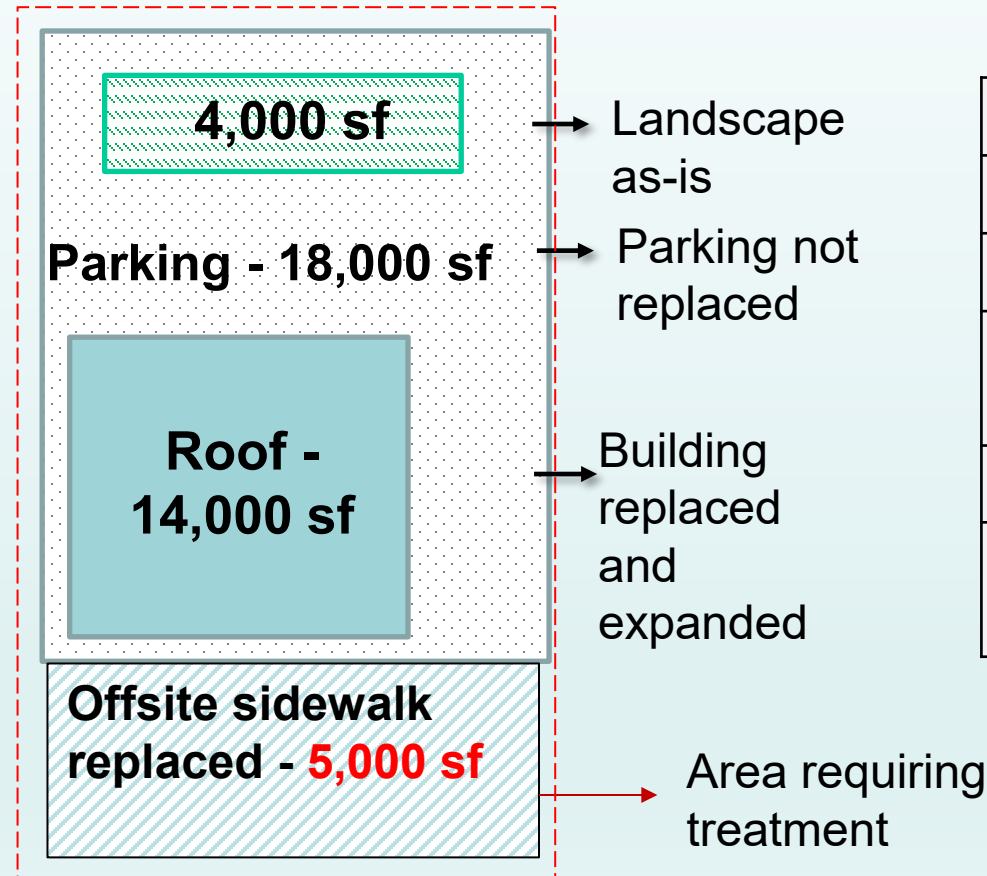 4,000 sf
Landscape
as-is
Parking - 18,000 sf
Parking not
replaced
Roof -
14,000 sf
Building
replaced
and
expanded
Offsite sidewalk
replaced - 5,000 sf
Area requiring
treatment